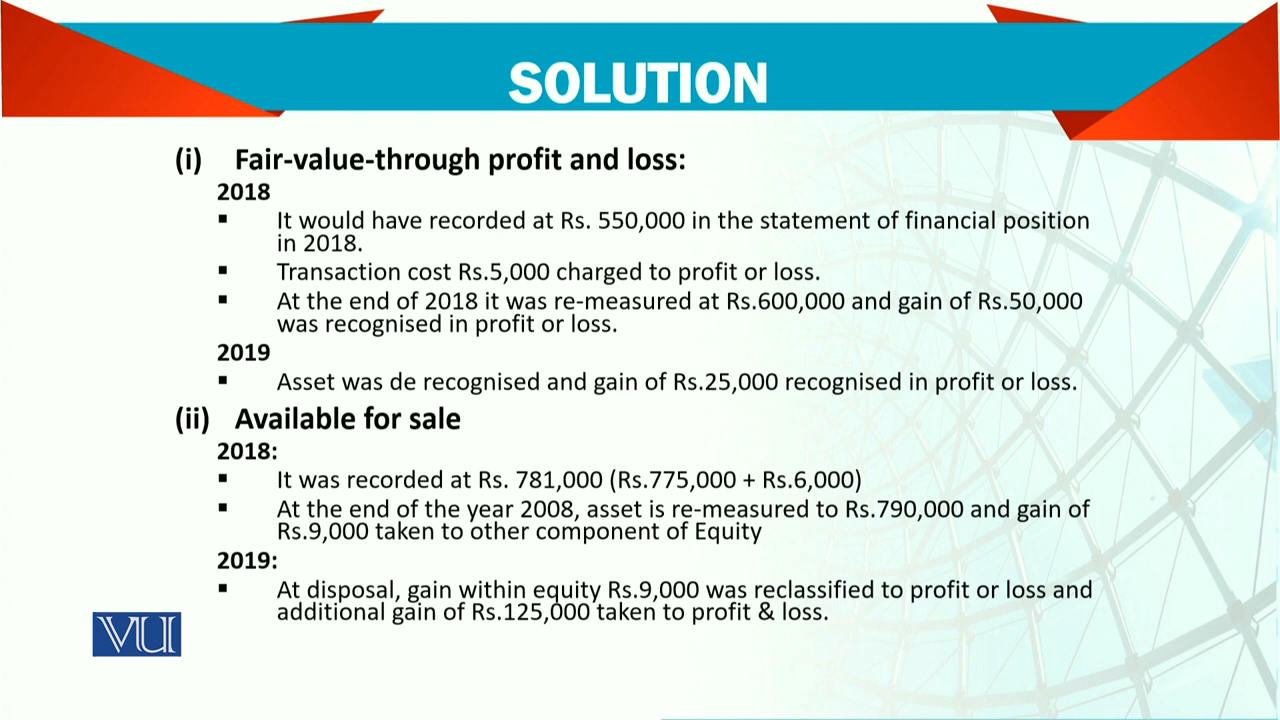 SOLUTION
(i) Fair-value-through profit and loss:
2018
▪ It would have recorded at Rs. 550,000 in the statement of financial position
in 2018.
▪ Transaction cost Rs.5,000 charged to profit or loss.
▪ At the end of 2018 it was re-measured at Rs.600,000 and gain of Rs.50,000
was recognised in profit or loss.
2019
▪ Asset was de recognised and gain of Rs.25,000 recognised in profit or loss.
(ii) Available for sale
2018:
▪ It was recorded at Rs. 781,000 (Rs.775,000 + Rs.6,000)
▪ At the end of the year 2008, asset is re-measured to Rs.790,000 and gain of
Rs.9,000 taken to other component of Equity
2019:
▪ At disposal, gain within equity Rs.9,000 was reclassified to profit or loss and
additional gain of Rs.125,000 taken to profit & loss.
VU